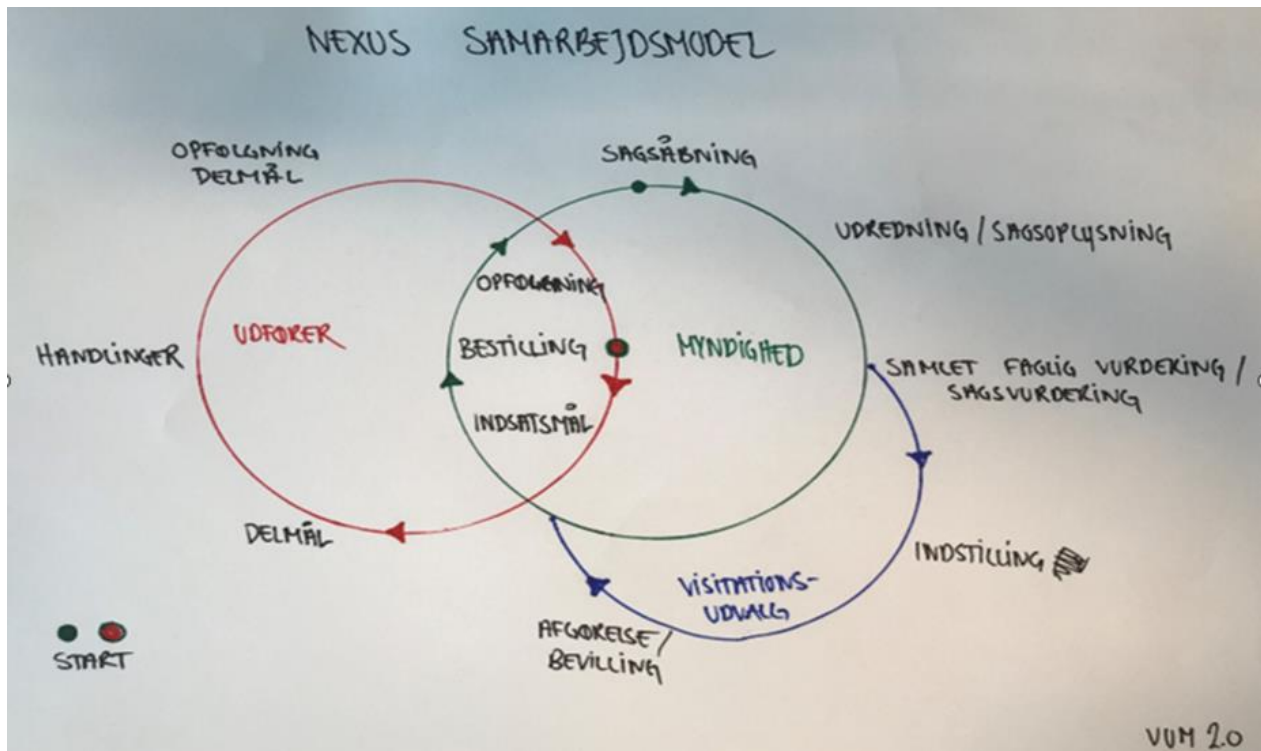 NEXUS SAMARBEJDSMODEL
OPFØLGNING
DELMÅL
SAGSÅBNING
UDREDNING / SAGSOPLYSNING
OPFØLGNING
UDFØRER
HANDLINGER
BESTILLING
MYNDIGHED
SAMLET FAGLIG VURDERING /
SAGSVURDERING
INDSATSMÅL
DELMÅL
INDSTILLING
VISITATIONS-
UDVALG
AFGØRELSE/
BEVILLING
START
VUM 2.0